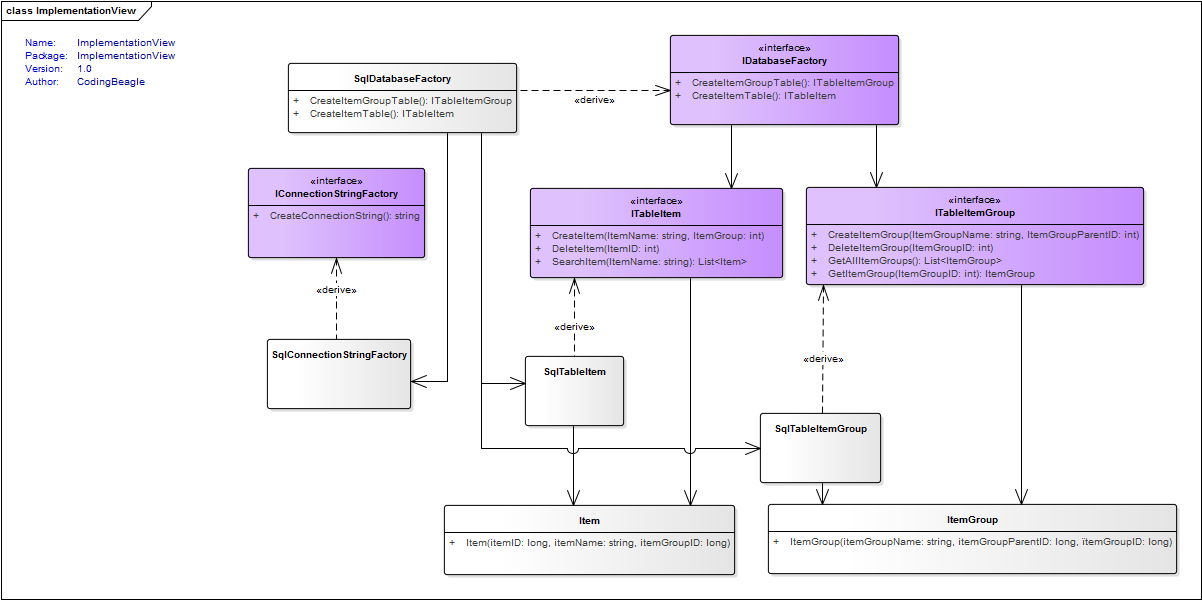 class ImplementationView
Name: ImplementationView
Package: ImplementationView
Version: 1.0
Author: CodingBeagle
SqlDatabaseFactory
+ CreateItemGroupTable(): ITableItemGroup
+ CreateItemTable(): ITableItem
«derive»
«interface»
IDatabaseFactory
+ CreateItemGroupTable(): ITableItemGroup
+ CreateItemTable(): ITableItem
«interface»
IConnectionStringFactory
+ CreateConnectionString(): string
«interface»
ITableItem
+ CreateItem(ItemName: string, ItemGroup: int)
+ DeleteItem(ItemID: int)
+ SearchItem(ItemName: string): List<Item>
«interface»
ITableItemGroup
+ CreateItemGroup(ItemGroupName: string, ItemGroupParentID: int)
+ DeleteItemGroup(ItemGroupID: int)
+ GetAllItemGroups(): List<ItemGroup>
+ GetItemGroup(ItemGroupID: int): ItemGroup
«derive»
«derive»
«derive»
SqlConnectionStringFactory
SqlTableItem
SqlTableItemGroup
Item
+ Item(itemID: long, itemName: string, itemGroupID: long)
ItemGroup
+ ItemGroup(itemGroupName: string, itemGroupParentID: long, itemGroupID: long)